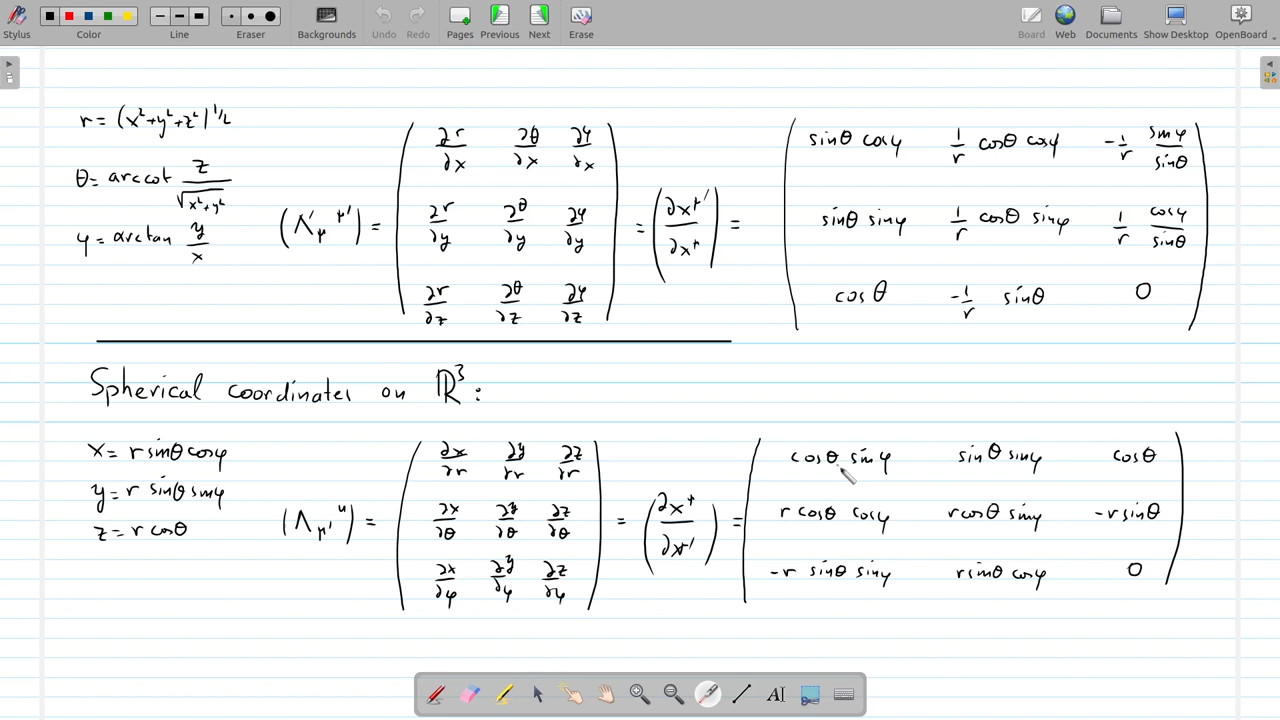 Stylus Color Line Eraser Backgrounds Undo Redo Pages Previous Next Erase Board Web Documents Show Desktop OpenBoard
r = (x²+y²+z²)^1/2
θ = arccot z/√(x²+y²)
φ = arctan y/x
(Λ'_μ^μ') = ( ∂r/∂x ∂θ/∂x ∂φ/∂x
∂r/∂y ∂θ/∂y ∂φ/∂y
∂r/∂z ∂θ/∂z ∂φ/∂z )
= (∂x^μ'/∂x^μ) =
( sinθ cosφ 1/r cosθ cosφ -1/r sinφ/sinθ
sinθ sinφ 1/r cosθ sinφ 1/r cosφ/sinθ
cosθ -1/r sinθ 0 )
Spherical coordinates on ℝ³:
x = r sinθ cosφ
y = r sinθ sinφ
z = r cosθ
(Λ_μ'^μ) = ( ∂x/∂r ∂y/∂r ∂z/∂r
∂x/∂θ ∂y/∂θ ∂z/∂θ
∂x/∂φ ∂y/∂φ ∂z/∂φ )
= (∂x^μ/∂x^μ') =
( cosθ sinφ sinθ sinφ cosθ
r cosθ cosφ r cosθ sinφ -r sinθ
-r sinθ sinφ r sinθ cosφ 0 )